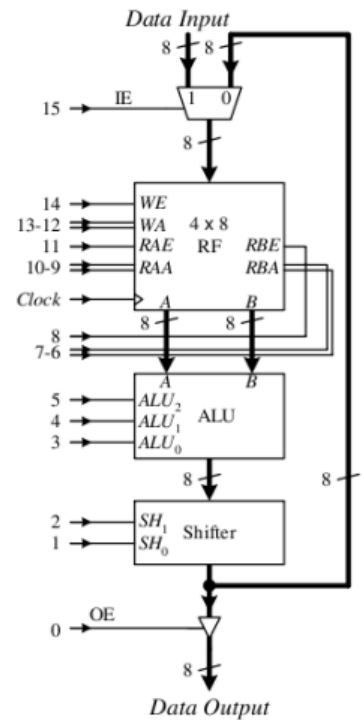 Data Input
8 8
1 0
15 IE
8
14 WE
13-12 WA
4 x 8
RF
11 RAE RBE
10-9 RAA RBA
Clock
A B
8 8
8
7-6
A B
5 ALU2
ALU
4 ALU1
3 ALU0
8 8
2 SH1
Shifter
1 SH0
0 OE
8
Data Output